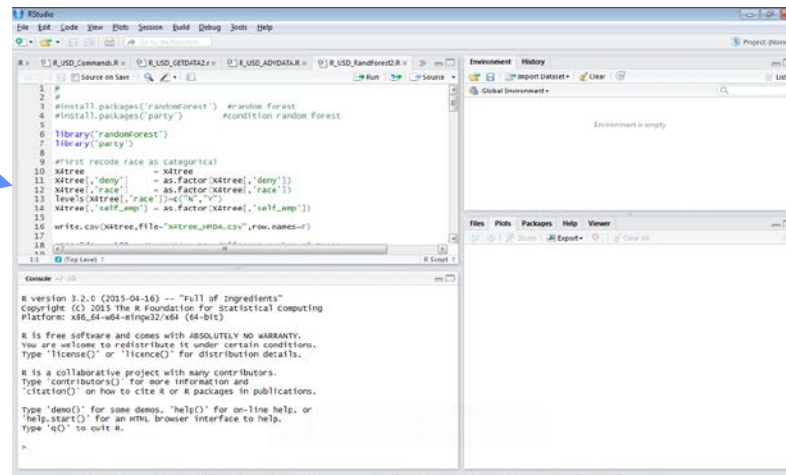 RStudio
File Edit Code View Plots Session Build Debug Tools Help
Go to file/function
Project: (None
R × R_USD_Commands.R × R_USD_GETDATA2.r × R_USD_ADYDATA.R × R_USD_RandForest2.R ×
Source on Save Run Source
1 #
2 #
3 #install.packages('randomForest') #random forest
4 #install.packages('party') #condition random forest
5
6 library('randomForest')
7 library('party')
8
9 #first recode race as categorical
10 X4tree = X4tree
11 X4tree[,'deny'] = as.factor(X4tree[,'deny'])
12 X4tree[,'race'] = as.factor(X4tree[,'race'])
13 levels(X4tree[,'race'])=c("N","Y")
14 X4tree[,'self_emp'] = as.factor(X4tree[,'self_emp'])
15
16 write.csv(X4tree,file="X4tree_HMDA.csv",row.names=F)
17
18
1:1 (Top Level) R Script
Console ~/
R version 3.2.0 (2015-04-16) -- "Full of Ingredients"
Copyright (C) 2015 The R Foundation for Statistical Computing
Platform: x86_64-w64-mingw32/x64 (64-bit)
R is free software and comes with ABSOLUTELY NO WARRANTY.
You are welcome to redistribute it under certain conditions.
Type 'license()' or 'licence()' for distribution details.
R is a collaborative project with many contributors.
Type 'contributors()' for more information and
'citation()' on how to cite R or R packages in publications.
Type 'demo()' for some demos, 'help()' for on-line help, or
'help.start()' for an HTML browser interface to help.
Type 'q()' to quit R.
>
Environment History
Import Dataset Clear List
Global Environment
Environment is empty
Files Plots Packages Help Viewer
Zoom Export Clear All